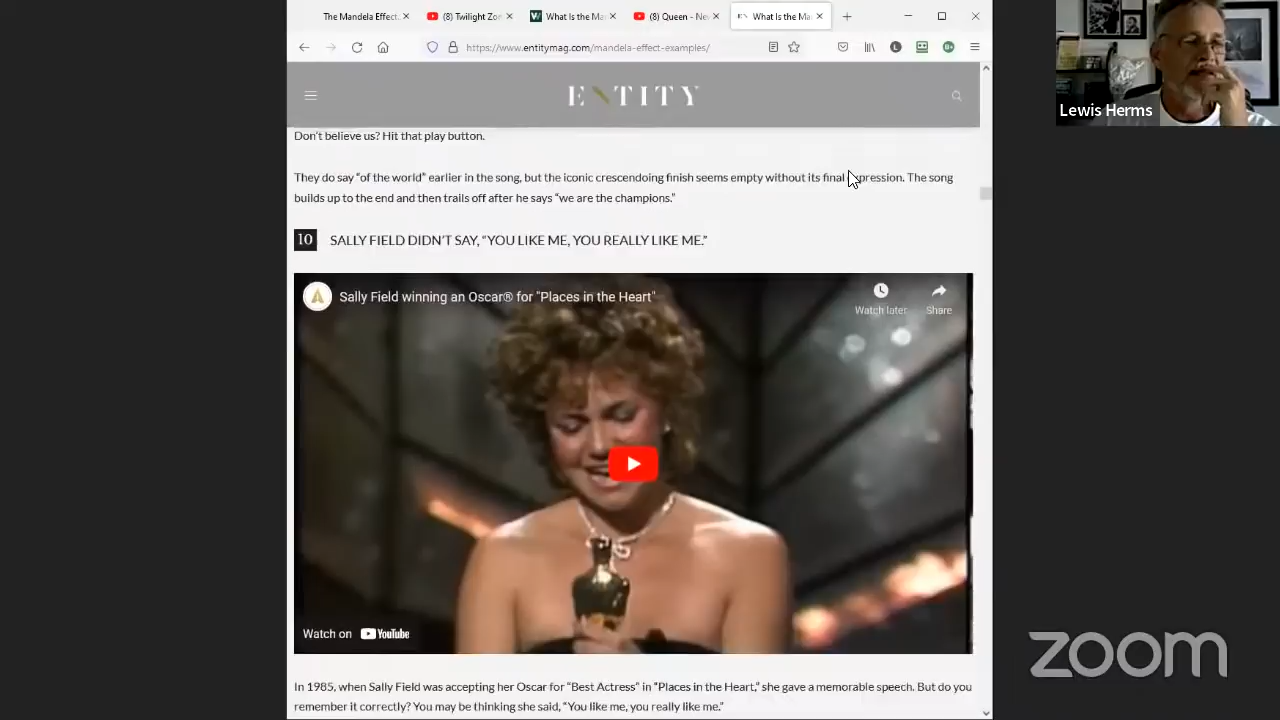 The Mandela Effect.
(8) Twilight Zo
What Is the Ma
(8) Queen - Ne
What Is the Ma
https://www.entitymag.com/mandela-effect-examples/
ENTITY
Lewis Herms
Don't believe us? Hit that play button.
They do say “of the world” earlier in the song, but the iconic crescendoing finish seems empty without its final expression. The song
builds up to the end and then trails off after he says “we are the champions.”
10 SALLY FIELD DIDN'T SAY, “YOU LIKE ME, YOU REALLY LIKE ME.”
Sally Field winning an Oscar® for "Places in the Heart"
Watch later
Share
Watch on YouTube
In 1985, when Sally Field was accepting her Oscar for “Best Actress” in “Places in the Heart,” she gave a memorable speech. But do you
remember it correctly? You may be thinking she said, “You like me, you really like me.”
zoom